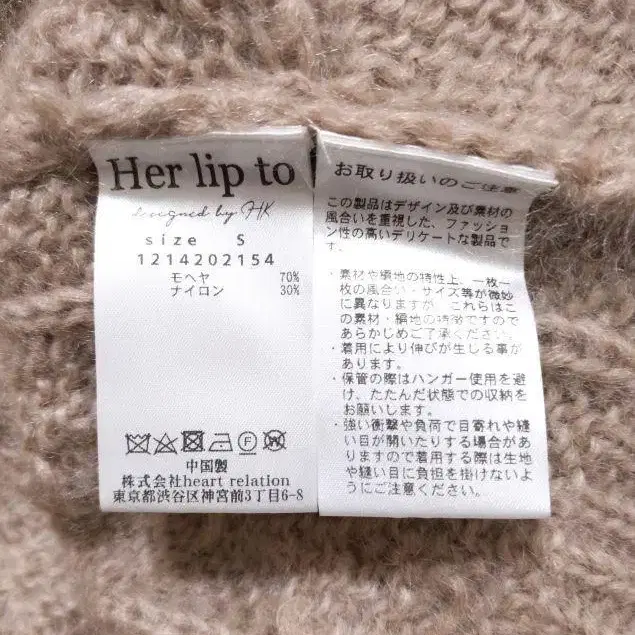 Her lip to
designed by HK
size S
1214202154
モヘヤ 70%
ナイロン 30%
中国製
株式会社heart relation
東京都渋谷区神宮前3丁目6-8
お取り扱いのご注意
この製品はデザイン及び素材の
風合いを重視した、ファッショ
ン性の高いデリケートな製品で
す。
・素材や編地の特性上、一枚一
枚の風合い・サイズ等が微妙
に異なりますが、これらはこ
の素材・編地の特徴ですので
あらかじめご了承ください。
・着用により伸びが生じる事が
あります。
・保管の際はハンガー使用を避
け、たたんだ状態での収納を
お願いします。
・強い衝撃や負荷で目寄れや縫
い目が開いたりする場合があ
りますので着用する際は生地
や縫い目に負担を掛けないよ
うにご注意ください。